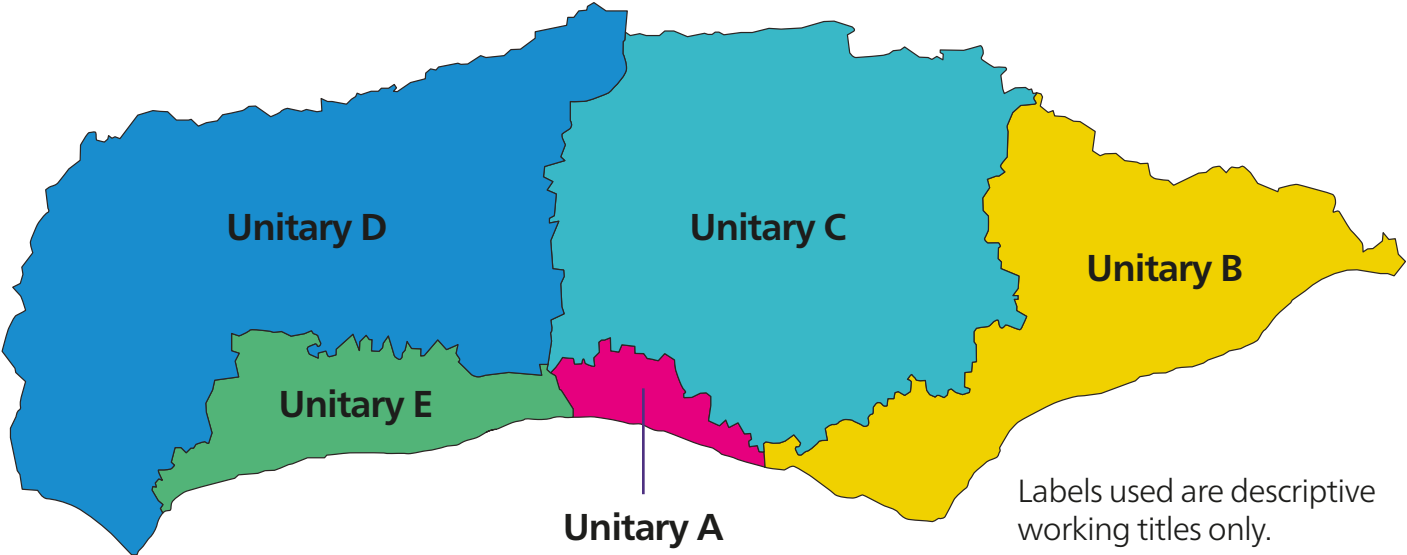 Unitary D
Unitary C
Unitary B
Unitary E
Unitary A
Labels used are descriptive
working titles only.